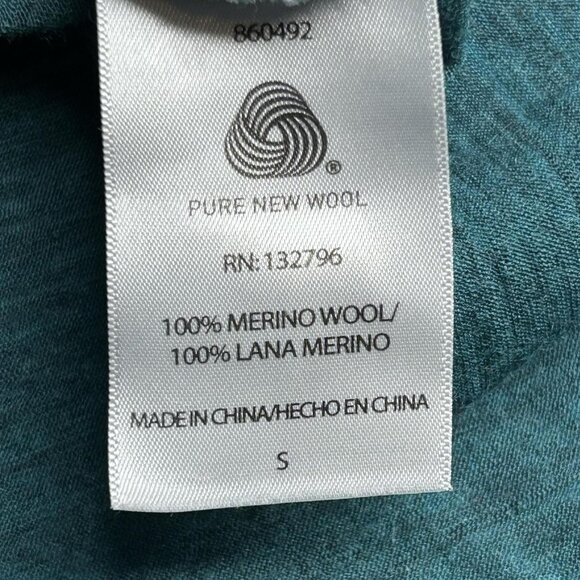 860492
®
PURE NEW WOOL
RN: 132796
100% MERINO WOOL/
100% LANA MERINO
MADE IN CHINA/HECHO EN CHINA
S